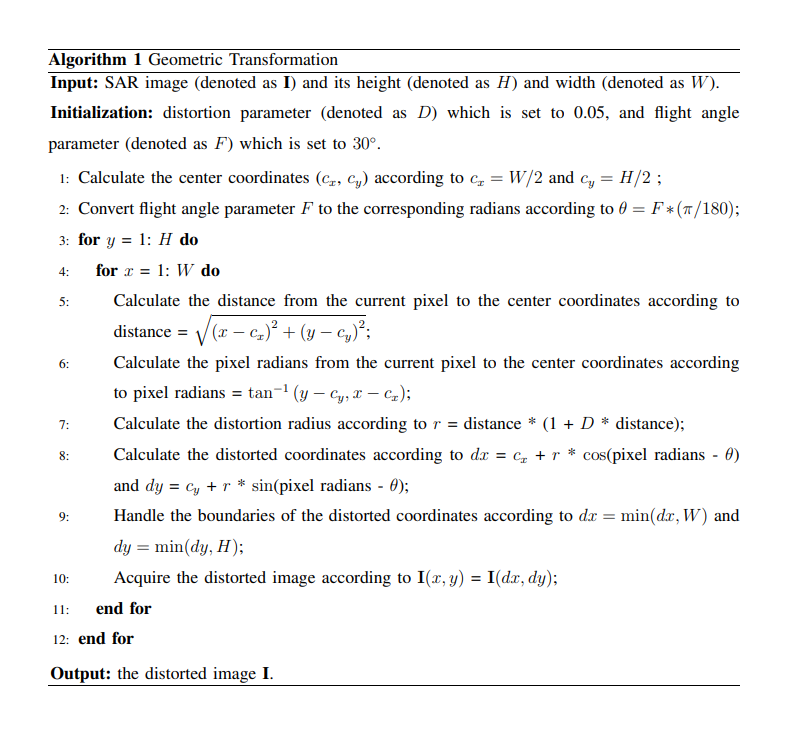 Algorithm 1 Geometric Transformation
Input: SAR image (denoted as I) and its height (denoted as H) and width (denoted as W).
Initialization: distortion parameter (denoted as D) which is set to 0.05, and flight angle
parameter (denoted as F) which is set to 30°.
1: Calculate the center coordinates (c_x, c_y) according to c_x = W/2 and c_y = H/2 ;
2: Convert flight angle parameter F to the corresponding radians according to θ = F∗(π/180);
3: for y = 1: H do
4: for x = 1: W do
5: Calculate the distance from the current pixel to the center coordinates according to
distance = √((x − c_x)² + (y − c_y)²);
6: Calculate the pixel radians from the current pixel to the center coordinates according
to pixel radians = tan⁻¹ (y − c_y, x − c_x);
7: Calculate the distortion radius according to r = distance * (1 + D * distance);
8: Calculate the distorted coordinates according to dx = c_x + r * cos(pixel radians - θ)
and dy = c_y + r * sin(pixel radians - θ);
9: Handle the boundaries of the distorted coordinates according to dx = min(dx, W) and
dy = min(dy, H);
10: Acquire the distorted image according to I(x, y) = I(dx, dy);
11: end for
12: end for
Output: the distorted image I.